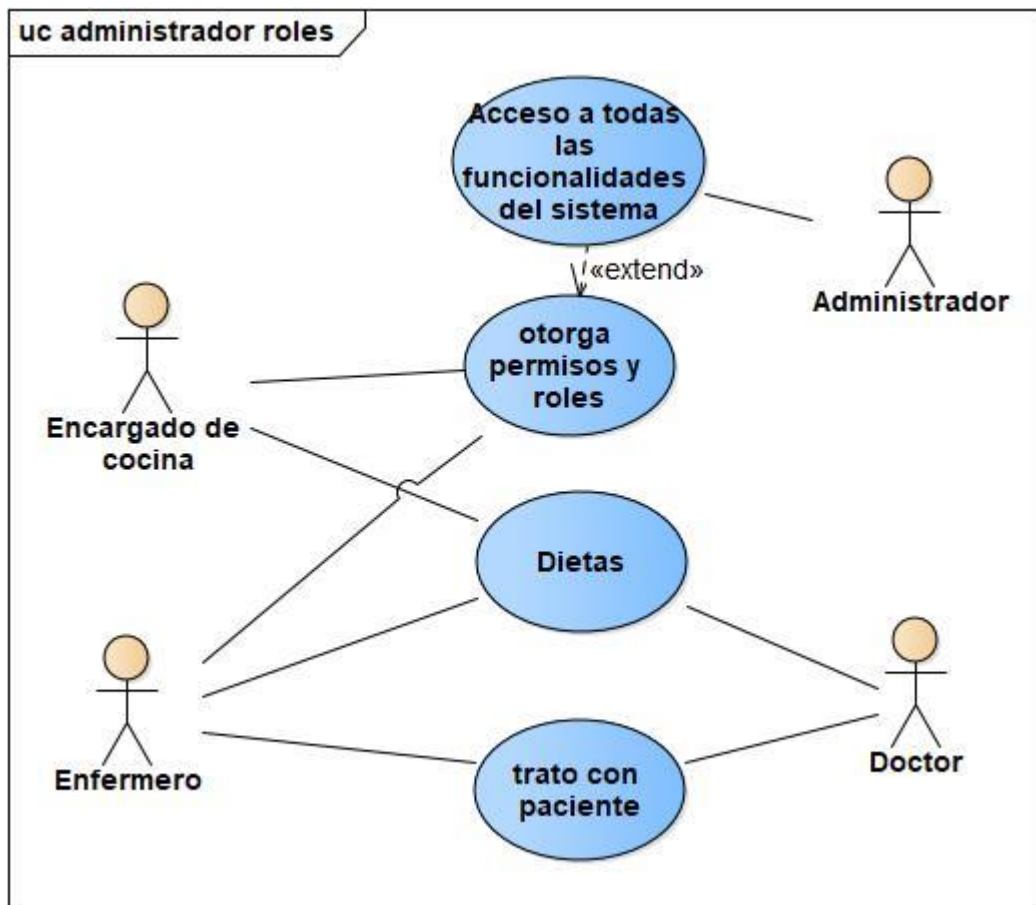 uc administrador roles
Acceso a todas
las
funcionalidades
del sistema
«extend»
Administrador
otorga
permisos y
roles
Encargado de
cocina
Dietas
Enfermero
Doctor
trato con
paciente